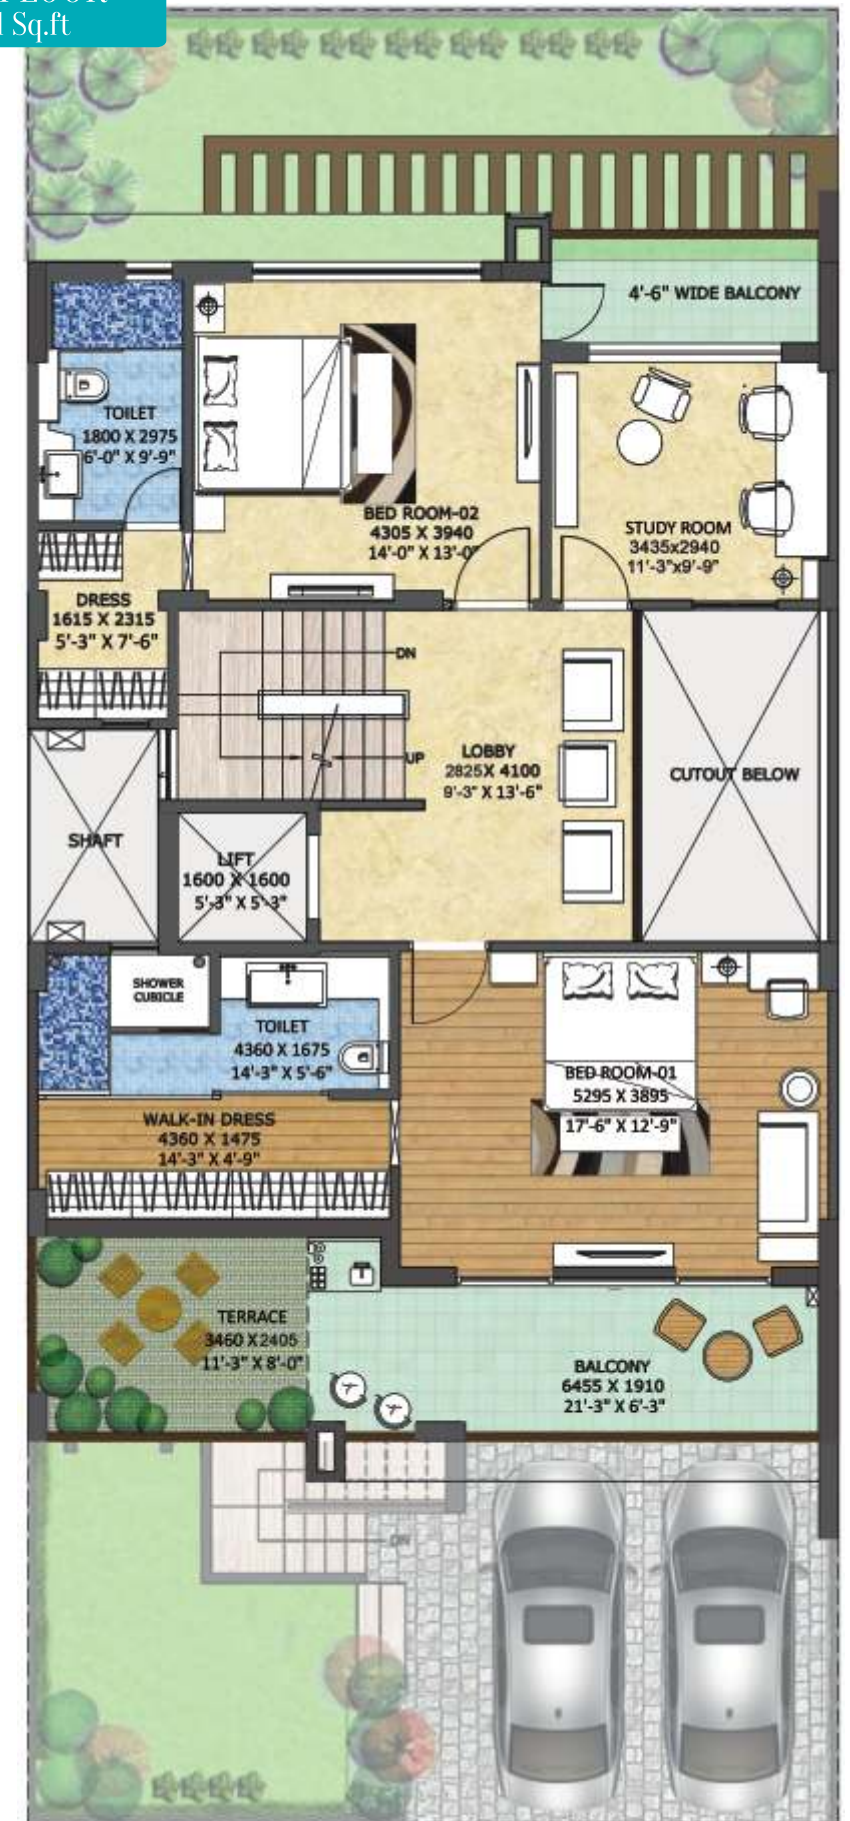 Sq.ft
4'-6" WIDE BALCONY
TOILET
1800 X 2975
6'-0" X 9'-9"
BED ROOM-02
4305 X 3940
14'-0" X 13'-0"
STUDY ROOM
3435x2940
11'-3"x9'-9"
DRESS
1615 X 2315
5'-3" X 7'-6"
DN
UP
LOBBY
2825X 4100
9'-3" X 13'-6"
CUTOUT BELOW
SHAFT
LIFT
1600 X 1600
5'-3" X 5'-3"
SHOWER
CUBICLE
TOILET
4360 X 1675
14'-3" X 5'-6"
BED ROOM-01
5295 X 3895
17'-6" X 12'-9"
WALK-IN DRESS
4360 X 1475
14'-3" X 4'-9"
TERRACE
3460 X2405
11'-3" X 8'-0"
BALCONY
6455 X 1910
21'-3" X 6'-3"
DN